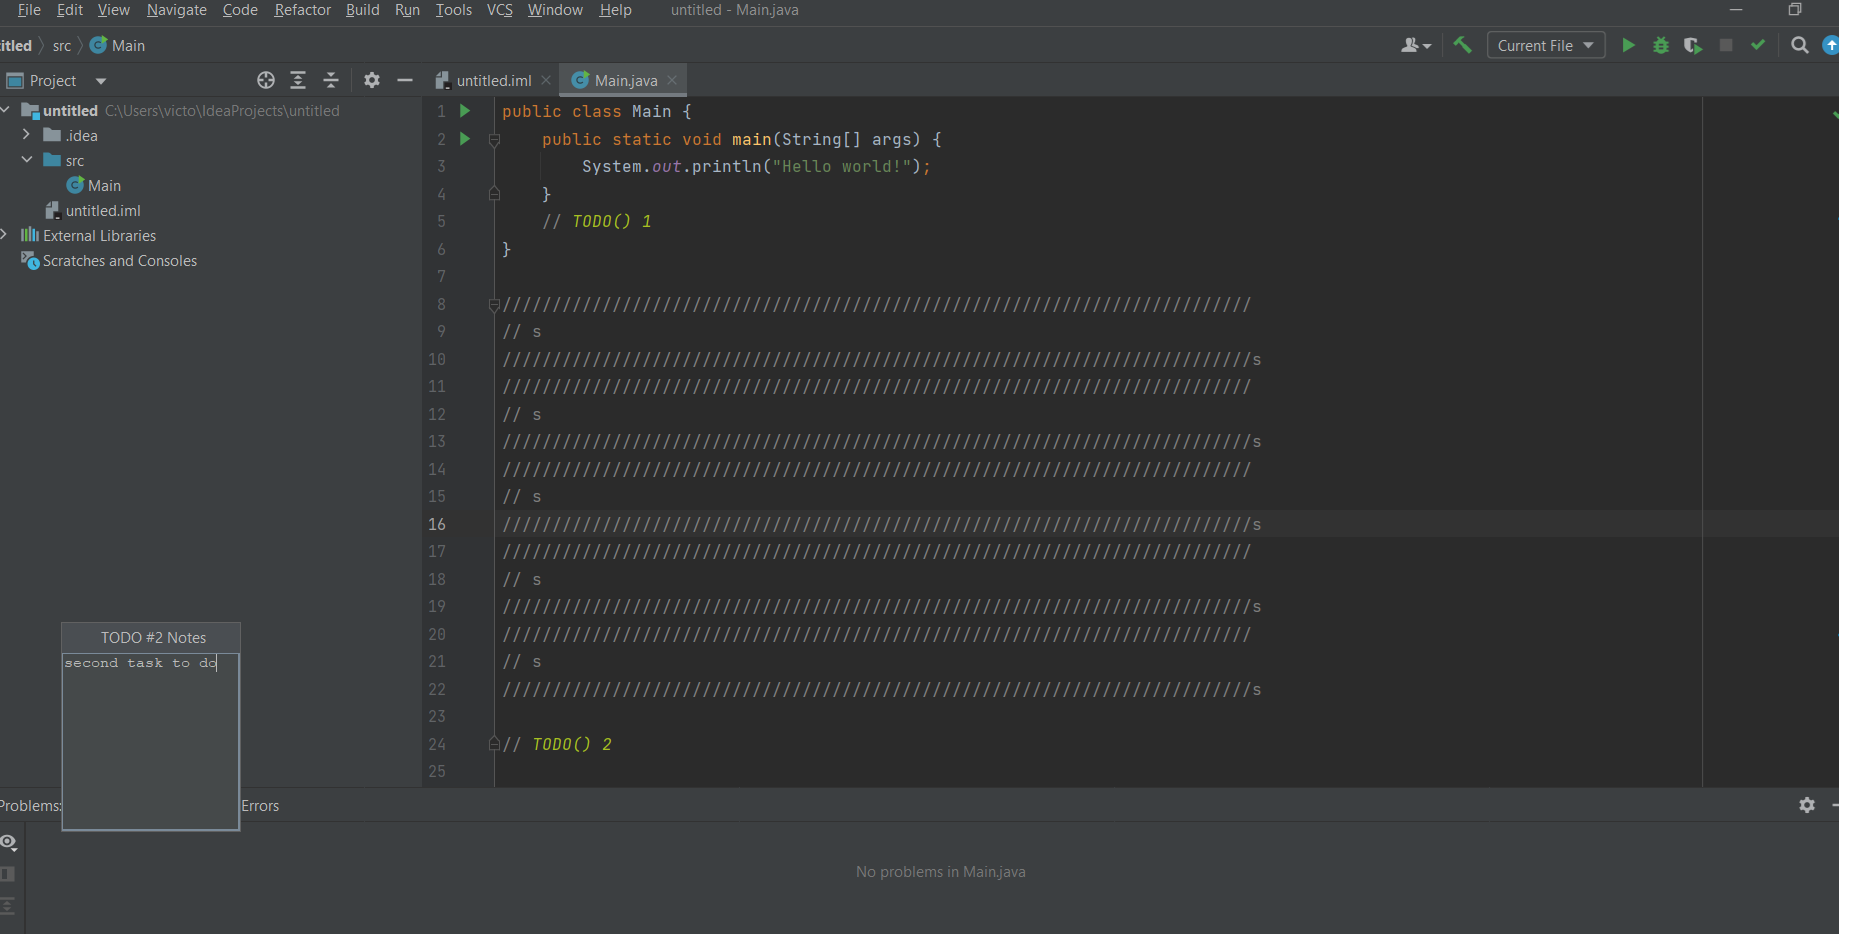 File Edit View Navigate Code Refactor Build Run Tools VCS Window Help untitled - Main.java
titled src Main
Current File
Project
untitled.iml
Main.java
untitled C:\Users\victo\IdeaProjects\untitled
.idea
src
Main
untitled.iml
External Libraries
Scratches and Consoles
1 public class Main {
2 public static void main(String[] args) {
3 System.out.println("Hello world!");
4 }
5 // TODO() 1
6 }
7
8 ///////////////////////////////////////////////////////////////////////////
9 // s
10 ///////////////////////////////////////////////////////////////////////////s
11 ///////////////////////////////////////////////////////////////////////////
12 // s
13 ///////////////////////////////////////////////////////////////////////////s
14 ///////////////////////////////////////////////////////////////////////////
15 // s
16 ///////////////////////////////////////////////////////////////////////////s
17 ///////////////////////////////////////////////////////////////////////////
18 // s
19 ///////////////////////////////////////////////////////////////////////////s
20 ///////////////////////////////////////////////////////////////////////////
21 // s
22 ///////////////////////////////////////////////////////////////////////////s
23
24 // TODO() 2
25
TODO #2 Notes
second task to do
Problems: Errors
No problems in Main.java